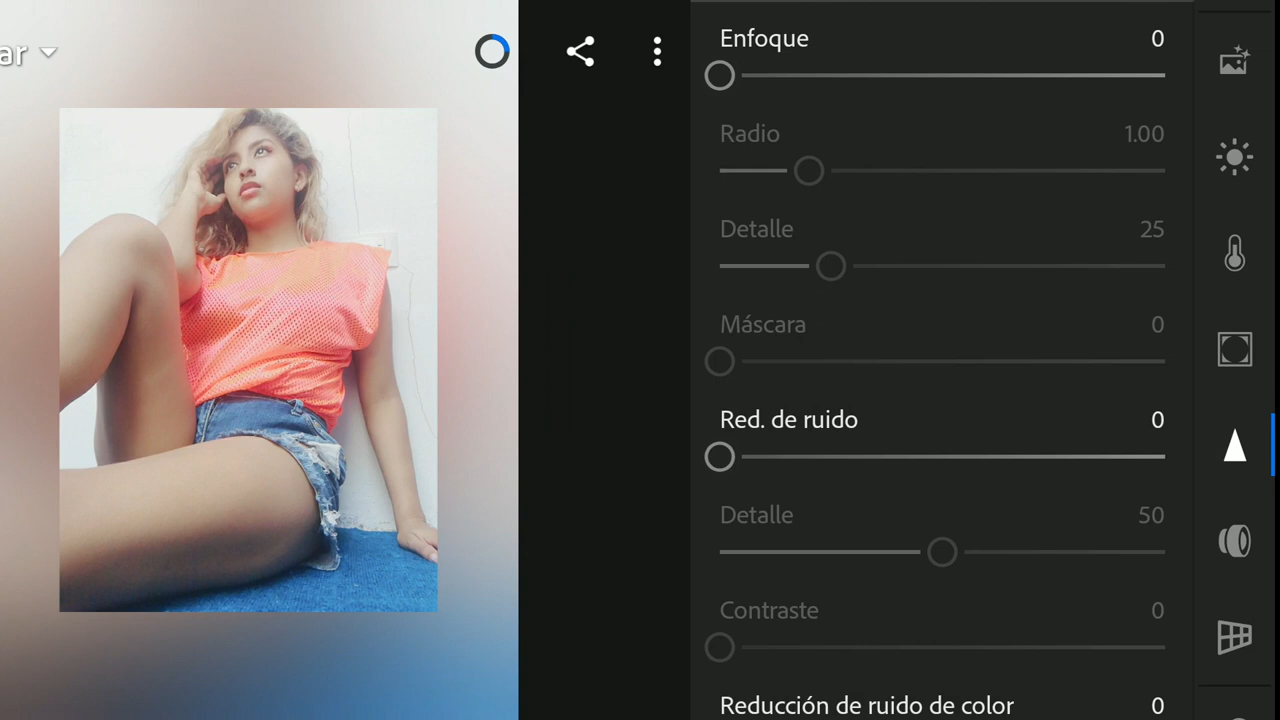 ar
Enfoque 0
Radio 1.00
Detalle 25
Máscara 0
Red. de ruido 0
Detalle 50
Contraste 0
Reducción de ruido de color 0